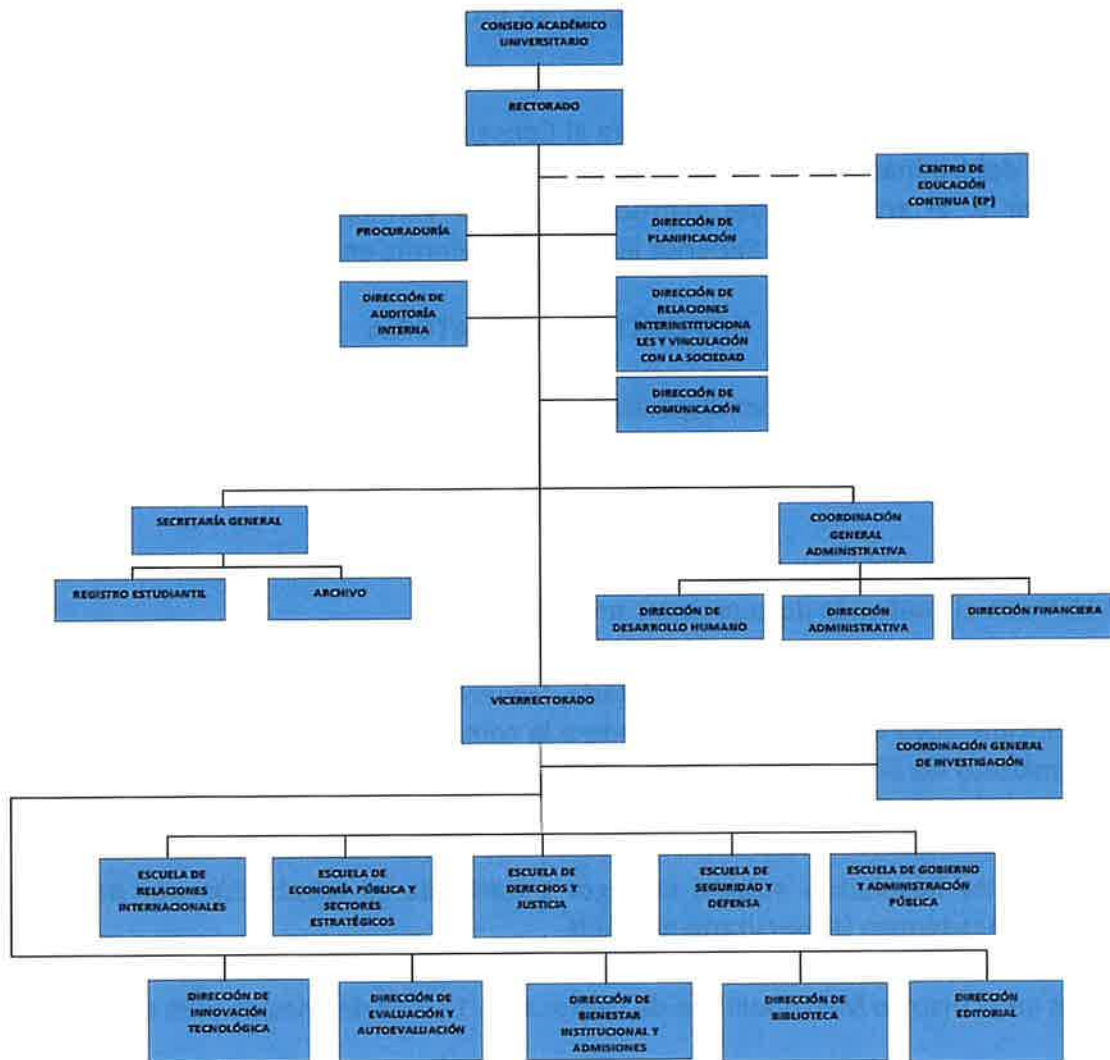 CONSEJO ACADÉMICO
UNIVERSITARIO
RECTORADO
CENTRO DE
EDUCACIÓN
CONTINUA (EP)
PROCURADURÍA
DIRECCIÓN DE
PLANIFICACIÓN
DIRECCIÓN DE
AUDITORÍA
INTERNA
DIRECCIÓN DE
RELACIONES
INTERINSTITUCIONA
LES Y VINCULACIÓN
CON LA SOCIEDAD
DIRECCIÓN DE
COMUNICACIÓN
SECRETARÍA GENERAL
COORDINACIÓN
GENERAL
ADMINISTRATIVA
REGISTRO ESTUDIANTIL
ARCHIVO
DIRECCIÓN DE
DESARROLLO HUMANO
DIRECCIÓN
ADMINISTRATIVA
DIRECCIÓN FINANCIERA
VICERRECTORADO
COORDINACIÓN GENERAL
DE INVESTIGACIÓN
ESCUELA DE
RELACIONES
INTERNACIONALES
ESCUELA DE
ECONOMÍA PÚBLICA Y
SECTORES
ESTRATÉGICOS
ESCUELA DE
DERECHOS Y
JUSTICIA
ESCUELA DE
SEGURIDAD Y
DEFENSA
ESCUELA DE GOBIERNO
Y ADMINISTRACIÓN
PÚBLICA
DIRECCIÓN DE
INNOVACIÓN
TECNOLÓGICA
DIRECCIÓN DE
EVALUACIÓN Y
AUTOEVALUACIÓN
DIRECCIÓN DE
BIENESTAR
INSTITUCIONAL Y
ADMISIONES
DIRECCIÓN DE
BIBLIOTECA
DIRECCIÓN
EDITORIAL